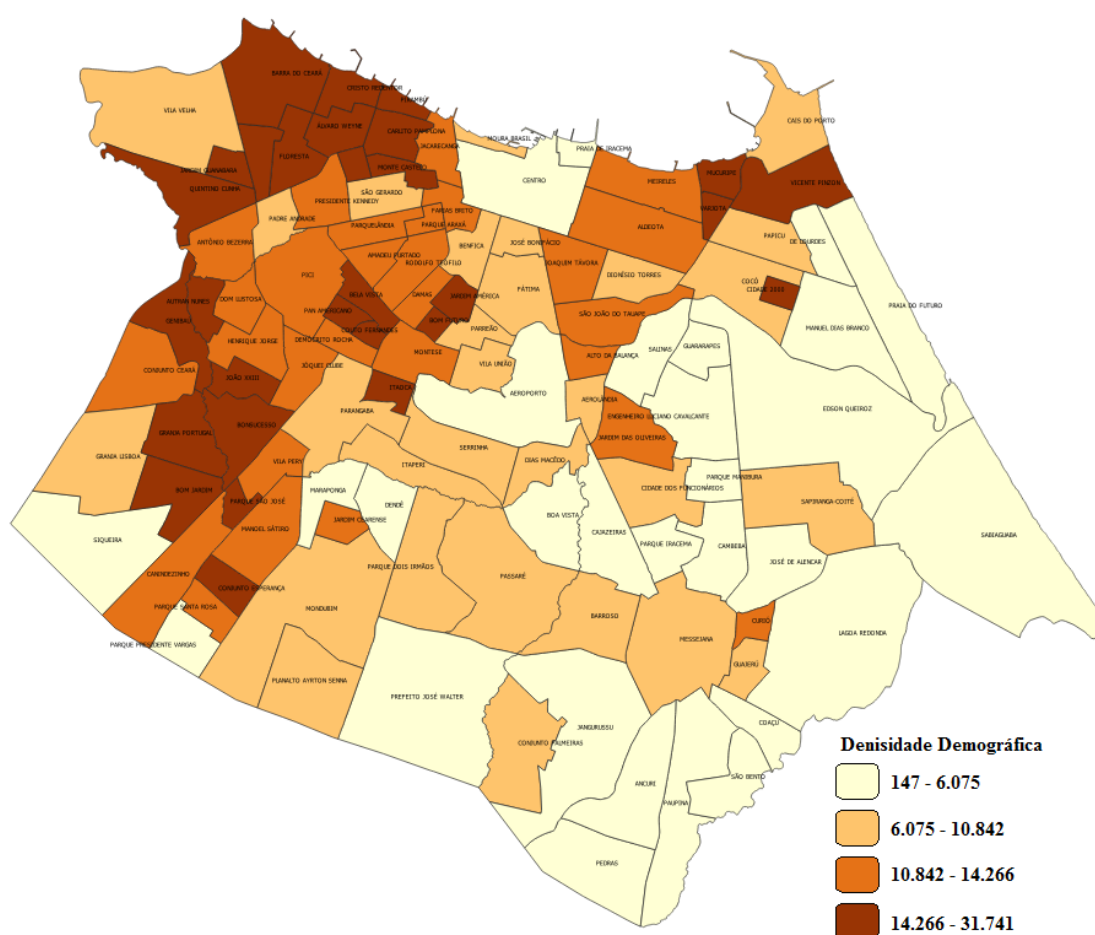 BARRA DO CEARÁ
CRISTO REDENTOR
PIRAMBÚ
VILA VELHA
CAIS DO PORTO
ÁLVARO WEYNE
CARLITO PAMPLONA
MOURA BRASIL
JACARECANGA
PRAIA DE IRACEMA
FLORESTA
JARDIM GUANABARA
MONTE CASTELO
CENTRO
MEIRELES
MUCURIPE
VICENTE PINZON
QUINTINO CUNHA
SÃO GERARDO
PRESIDENTE KENNEDY
VARJOTA
FARIAS BRITO
PADRE ANDRADE
PARQUELÂNDIA
PARQUE ARAXÁ
ALDEOTA
PAPICU
ANTÔNIO BEZERRA
DE LOURDES
BENFICA
JOSÉ BONIFÁCIO
AMADEU FURTADO
RODOLFO TEÓFILO
JOAQUIM TÁVORA
DIONÍSIO TORRES
COCÓ
PICI
FÁTIMA
CIDADE 2000
AUTRAN NUNES
DOM LUSTOSA
BELA VISTA
DAMAS
JARDIM AMÉRICA
PRAIA DO FUTURO
PAN AMERICANO
SÃO JOÃO DO TAUAPE
GENIBAÚ
BOM FUTURO
COUTO FERNANDES
PARREÃO
MANUEL DIAS BRANCO
HENRIQUE JORGE
DEMÓCRITO ROCHA
GUARARAPES
SALINAS
MONTESE
ALTO DA BALANÇA
CONJUNTO CEARÁ
JÓQUEI CLUBE
VILA UNIÃO
JOÃO XXIII
ITAOCA
AEROPORTO
AEROLÂNDIA
EDSON QUEIROZ
PARANGABA
ENGENHEIRO LUCIANO CAVALCANTE
BONSUCESSO
GRANJA PORTUGAL
JARDIM DAS OLIVEIRAS
SERRINHA
GRANJA LISBOA
VILA PERY
DIAS MACÊDO
ITAPERI
PARQUE MANIBURA
CIDADE DOS FUNCIONÁRIOS
BOM JARDIM
MARAPONGA
PARQUE SÃO JOSÉ
SAPIRANGA-COITÉ
DENDÊ
BOA VISTA
JARDIM CEARENSE
MANOEL SÁTIRO
CAJAZEIRAS
SABIAGUABA
SIQUEIRA
PARQUE IRACEMA
CAMBEBA
JOSÉ DE ALENCAR
PARQUE DOIS IRMÃOS
CANINDEZINHO
PASSARÉ
CONJUNTO ESPERANÇA
PARQUE SANTA ROSA
MONDUBIM
BARROSO
CURIÓ
LAGOA REDONDA
MESSEJANA
PARQUE PRESIDENTE VARGAS
GUAJERÚ
PLANALTO AYRTON SENNA
PREFEITO JOSÉ WALTER
COAÇU
JANGURUSSU
CONJUNTO PALMEIRAS
SÃO BENTO
ANCURI
PAUPINA
PEDRAS
Denisidade Demográfica
147 - 6.075
6.075 - 10.842
10.842 - 14.266
14.266 - 31.741